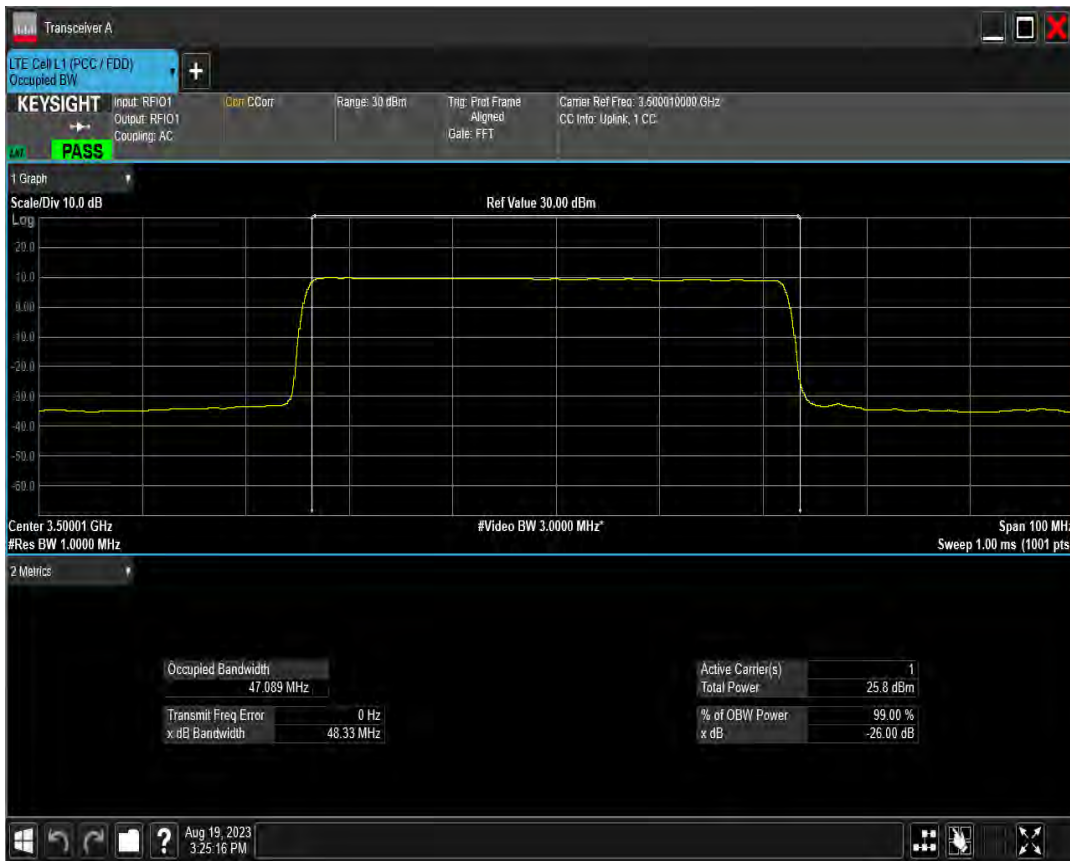 Transceiver A
LTE Cell L1 (PCC / FDD)
Occupied BW
+
KEYSIGHT
Input: RFIO1
Output: RFIO1
Coupling: AC
Corr CCorr
Range: 30 dBm
Trig: Prot Frame
Aligned
Gate: FFT
Carrier Ref Freq: 3.500010000 GHz
CC Info: Uplink, 1 CC
PASS
1 Graph
Scale/Div 10.0 dB
Ref Value 30.00 dBm
Log
20.0
10.0
0.00
-10.0
-20.0
-30.0
-40.0
-50.0
-60.0
Center 3.50001 GHz
#Video BW 3.0000 MHz*
Span 100 MHz
#Res BW 1.0000 MHz
Sweep 1.00 ms (1001 pts
2 Metrics
Occupied Bandwidth
47.089 MHz
Transmit Freq Error 0 Hz
x dB Bandwidth 48.33 MHz
Active Carrier(s) 1
Total Power 25.8 dBm
% of OBW Power 99.00 %
x dB -26.00 dB
?
Aug 19, 2023
3:25:16 PM